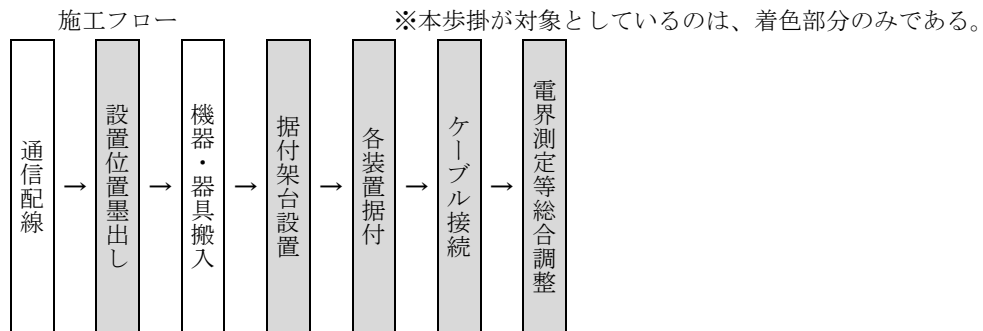 施工フロー ※本歩掛が対象としているのは、着色部分のみである。
通信配線
→
設置位置墨出し
→
機器・器具搬入
→
据付架台設置
→
各装置据付
→
ケーブル接続
→
電界測定等総合調整